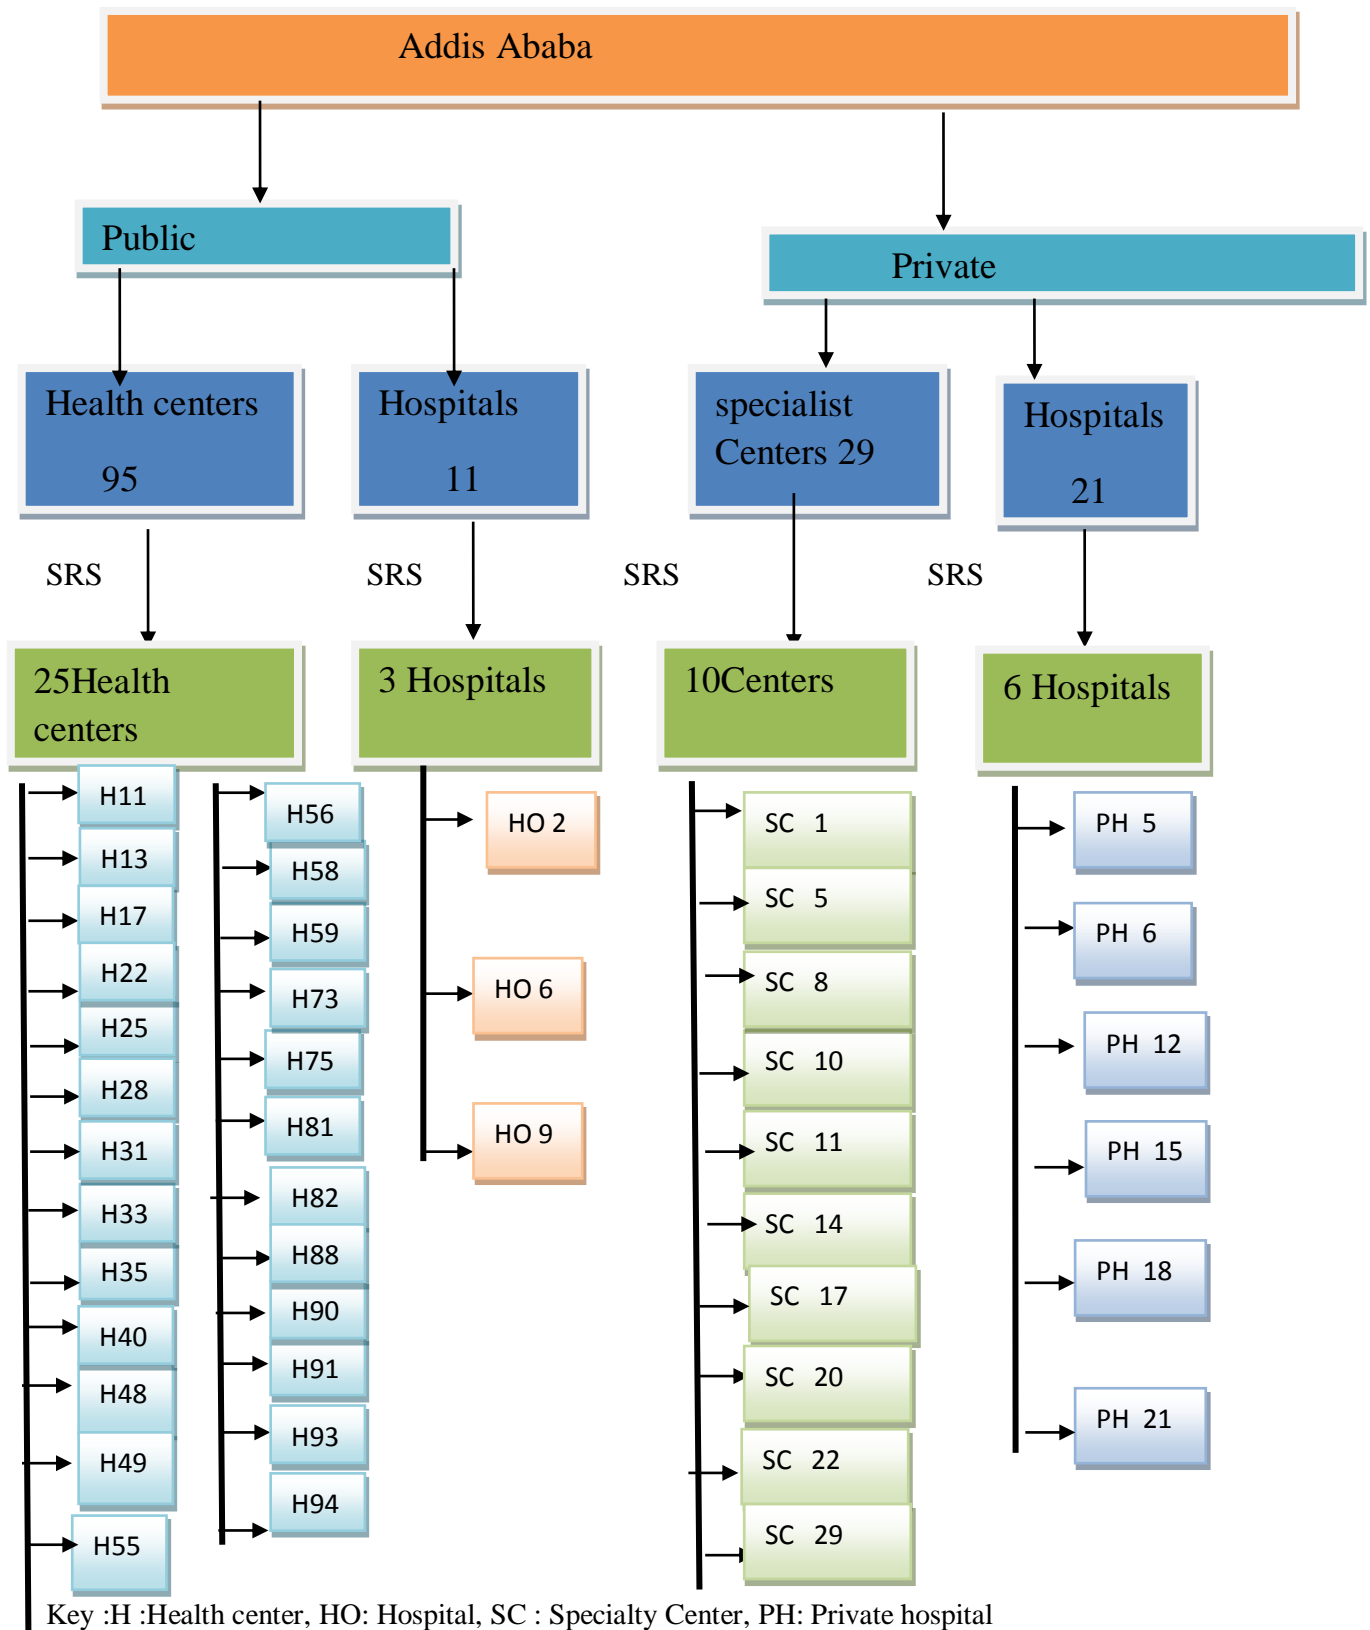 Addis Ababa
Public
Private
Health centers
95
Hospitals
11
specialist
Centers 29
Hospitals
21
SRS
SRS
SRS
SRS
25Health
centers
3 Hospitals
10Centers
6 Hospitals
H11
H13
H17
H22
H25
H28
H31
H33
H35
H40
H48
H49
H55
H56
H58
H59
H73
H75
H81
H82
H88
H90
H91
H93
H94
HO 2
HO 6
HO 9
SC 1
SC 5
SC 8
SC 10
SC 11
SC 14
SC 17
SC 20
SC 22
SC 29
PH 5
PH 6
PH 12
PH 15
PH 18
PH 21
Key :H :Health center, HO: Hospital, SC : Specialty Center, PH: Private hospital